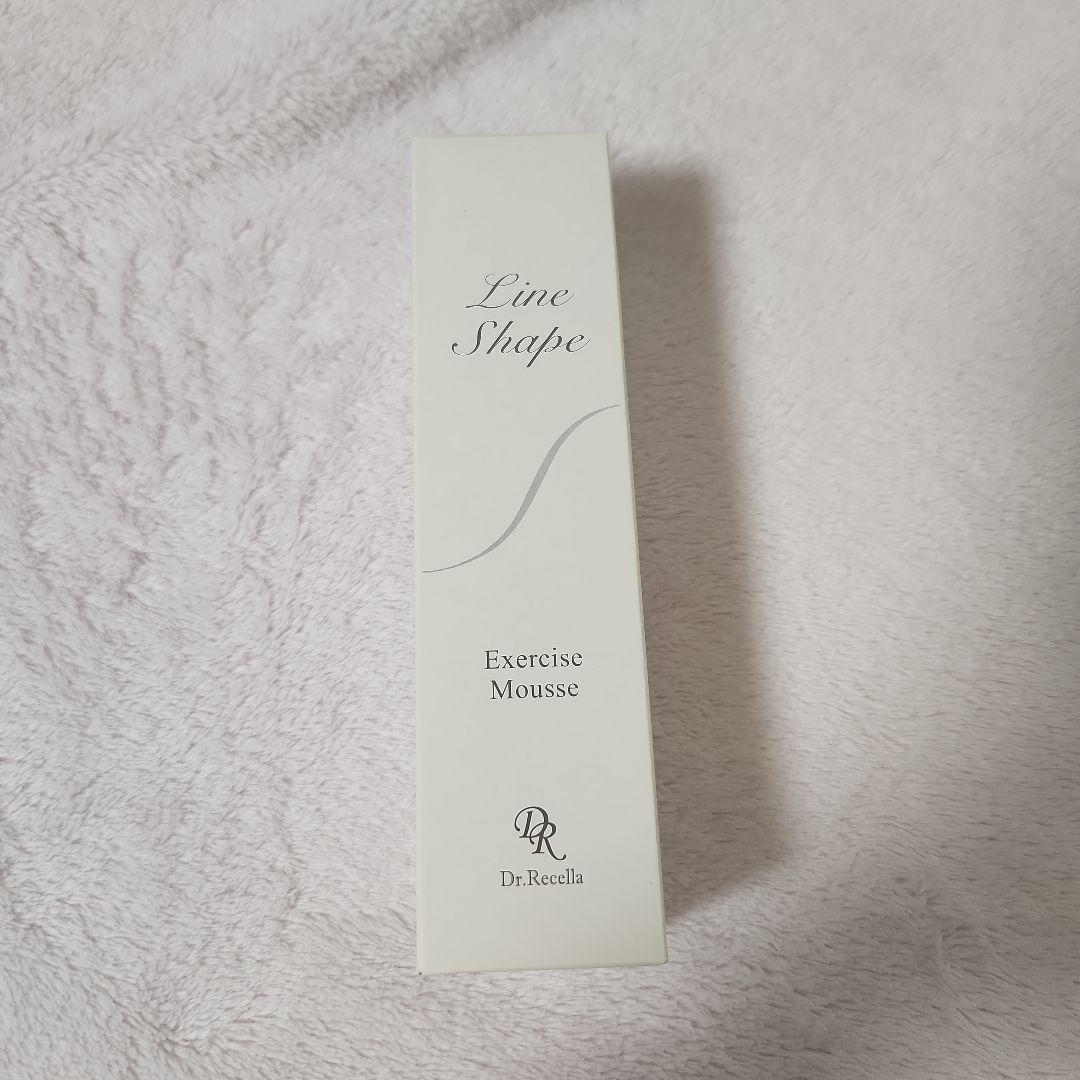 Line
Shape
Exercise
Mousse
DR
Dr.Recella